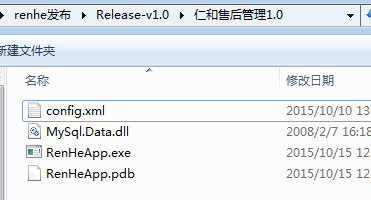 renhe发布 Release-v1.0 仁和售后管理1.0
新建文件夹
名称 修改日期
config.xml 2015/10/10 13
MySql.Data.dll 2008/2/7 16:18
RenHeApp.exe 2015/10/15 12
RenHeApp.pdb 2015/10/15 12